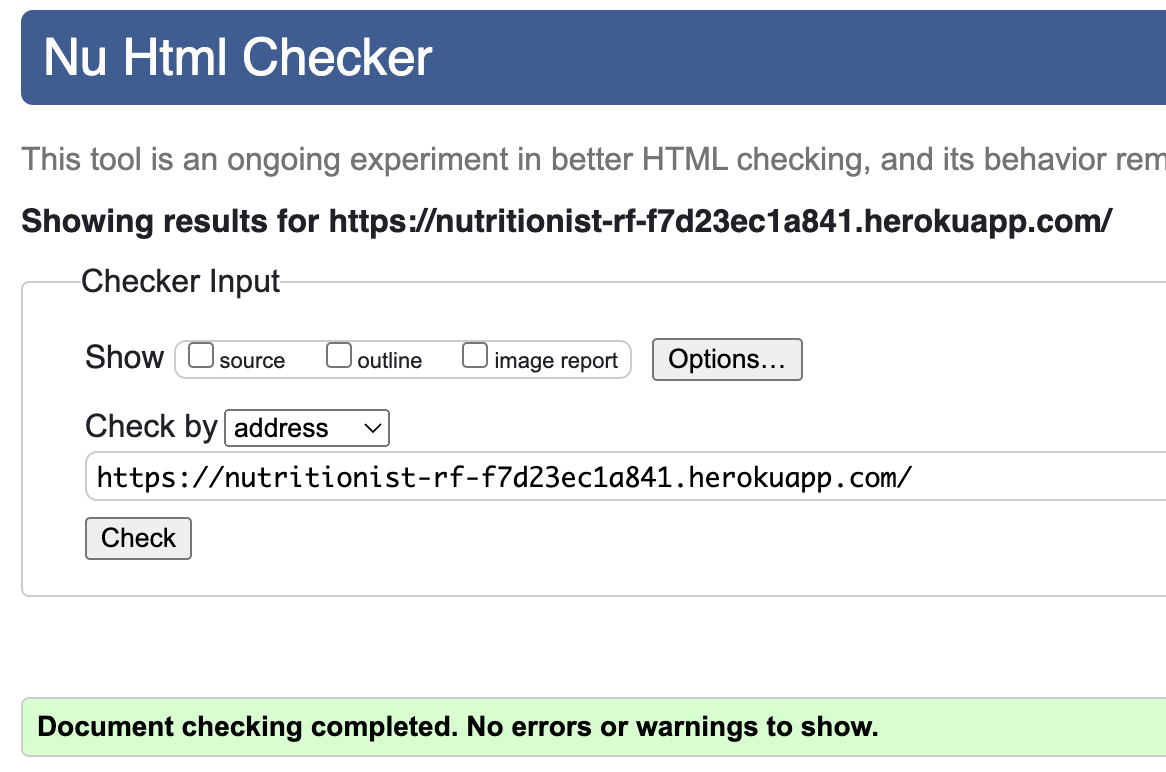 Nu Html Checker
This tool is an ongoing experiment in better HTML checking, and its behavior rem
Showing results for https://nutritionist-rf-f7d23ec1a841.herokuapp.com/
Checker Input
Show source outline image report Options...
Check by address
https://nutritionist-rf-f7d23ec1a841.herokuapp.com/
Check
Document checking completed. No errors or warnings to show.